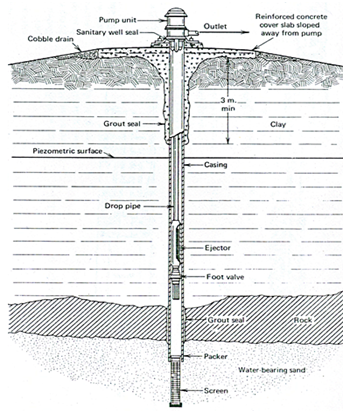 Pump unit
Sanitary well seal
Cobble drain
Outlet
Reinforced concrete
cover slab sloped
away from pump
3 m.
min
Grout seal
Clay
Piezometric surface
Casing
Drop pipe
Ejector
Foot valve
Grout seal
Rock
Packer
Water-bearing sand
Screen